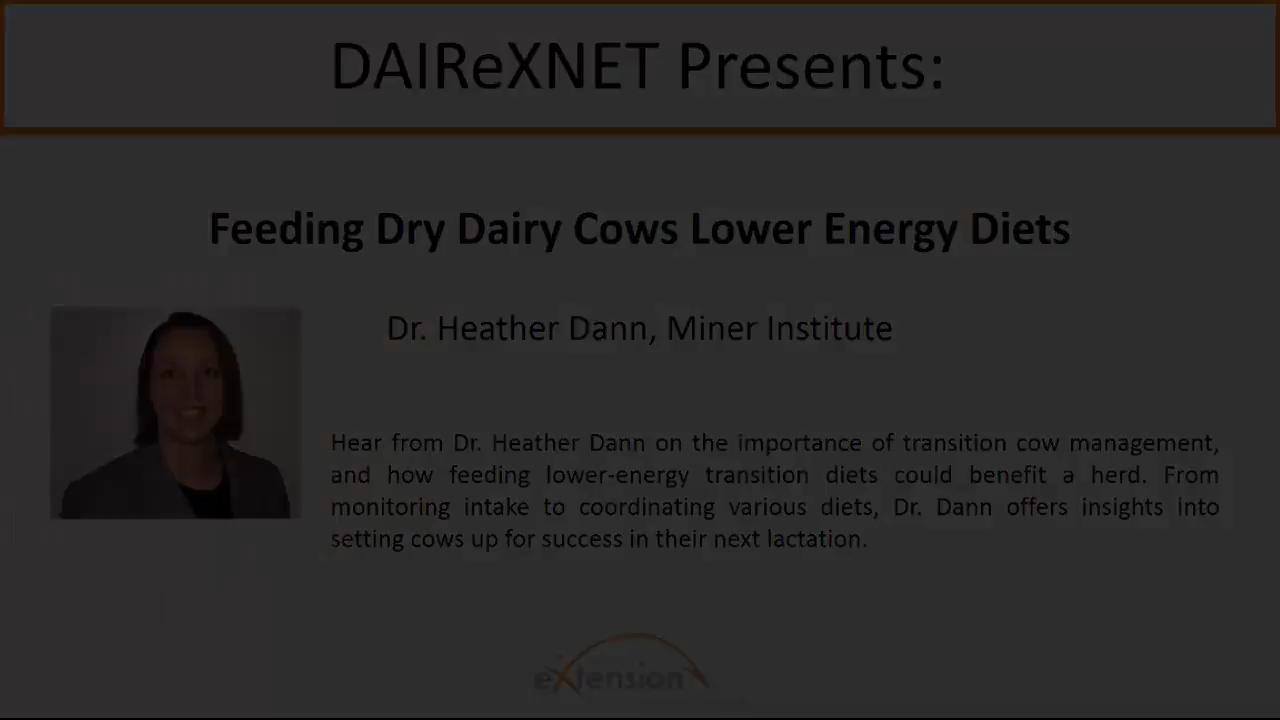 DAIReXNET Presents:
Feeding Dry Dairy Cows Lower Energy Diets
Dr. Heather Dann, Miner Institute
Hear from Dr. Heather Dann on the importance of transition cow management,
and how feeding lower-energy transition diets could benefit a herd. From
monitoring intake to coordinating various diets, Dr. Dann offers insights into
setting cows up for success in their next lactation.
eXtension